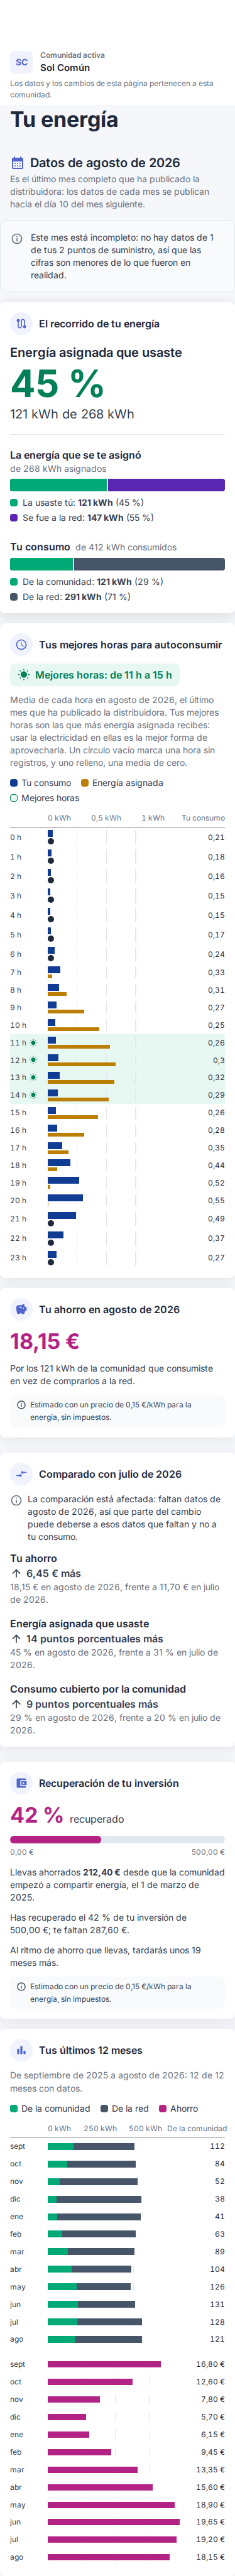 SC
Comunidad activa
Sol Común
Los datos y los cambios de esta página pertenecen a esta
comunidad.
Tu energía
Datos de agosto de 2026
Es el último mes completo que ha publicado la
distribuidora: los datos de cada mes se publican
hacia el día 10 del mes siguiente.
Este mes está incompleto: no hay datos de 1
de tus 2 puntos de suministro, así que las
cifras son menores de lo que fueron en
realidad.
El recorrido de tu energía
Energía asignada que usaste
45 %
121 kWh de 268 kWh
La energía que se te asignó
de 268 kWh asignados
La usaste tú: 121 kWh (45 %)
Se fue a la red: 147 kWh (55 %)
Tu consumo de 412 kWh consumidos
De la comunidad: 121 kWh (29 %)
De la red: 291 kWh (71 %)
Tus mejores horas para autoconsumir
Mejores horas: de 11 h a 15 h
Media de cada hora en agosto de 2026, el último
mes que ha publicado la distribuidora. Tus mejores
horas son las que más energía asignada recibes:
usar la electricidad en ellas es la mejor forma de
aprovecharla. Un círculo vacío marca una hora sin
registros, y uno relleno, una media de cero.
Tu consumo Energía asignada
Mejores horas
0 kWh 0,5 kWh 1 kWh Tu consumo
0 h 0,21
1 h 0,18
2 h 0,16
3 h 0,15
4 h 0,15
5 h 0,17
6 h 0,24
7 h 0,33
8 h 0,31
9 h 0,27
10 h 0,25
11 h 0,26
12 h 0,3
13 h 0,32
14 h 0,29
15 h 0,26
16 h 0,28
17 h 0,35
18 h 0,44
19 h 0,52
20 h 0,55
21 h 0,49
22 h 0,37
23 h 0,27
Tu ahorro en agosto de 2026
18,15 €
Por los 121 kWh de la comunidad que consumiste
en vez de comprarlos a la red.
Estimado con un precio de 0,15 €/kWh para la
energía, sin impuestos.
Comparado con julio de 2026
La comparación está afectada: faltan datos de
agosto de 2026, así que parte del cambio
puede deberse a esos datos que faltan y no a
tu consumo.
Tu ahorro
6,45 € más
18,15 € en agosto de 2026, frente a 11,70 € en julio
de 2026.
Energía asignada que usaste
14 puntos porcentuales más
45 % en agosto de 2026, frente a 31 % en julio de
2026.
Consumo cubierto por la comunidad
9 puntos porcentuales más
29 % en agosto de 2026, frente a 20 % en julio de
2026.
Recuperación de tu inversión
42 % recuperado
0,00 € 500,00 €
Llevas ahorrados 212,40 € desde que la comunidad
empezó a compartir energía, el 1 de marzo de
2025.
Has recuperado el 42 % de tu inversión de
500,00 €; te faltan 287,60 €.
Al ritmo de ahorro que llevas, tardarás unos 19
meses más.
Estimado con un precio de 0,15 €/kWh para la
energía, sin impuestos.
Tus últimos 12 meses
De septiembre de 2025 a agosto de 2026: 12 de 12
meses con datos.
De la comunidad De la red Ahorro
0 kWh 250 kWh 500 kWh De la comunidad
sept 112
oct 84
nov 52
dic 38
ene 41
feb 63
mar 89
abr 104
may 126
jun 131
jul 128
ago 121
sept 16,80 €
oct 12,60 €
nov 7,80 €
dic 5,70 €
ene 6,15 €
feb 9,45 €
mar 13,35 €
abr 15,60 €
may 18,90 €
jun 19,65 €
jul 19,20 €
ago 18,15 €